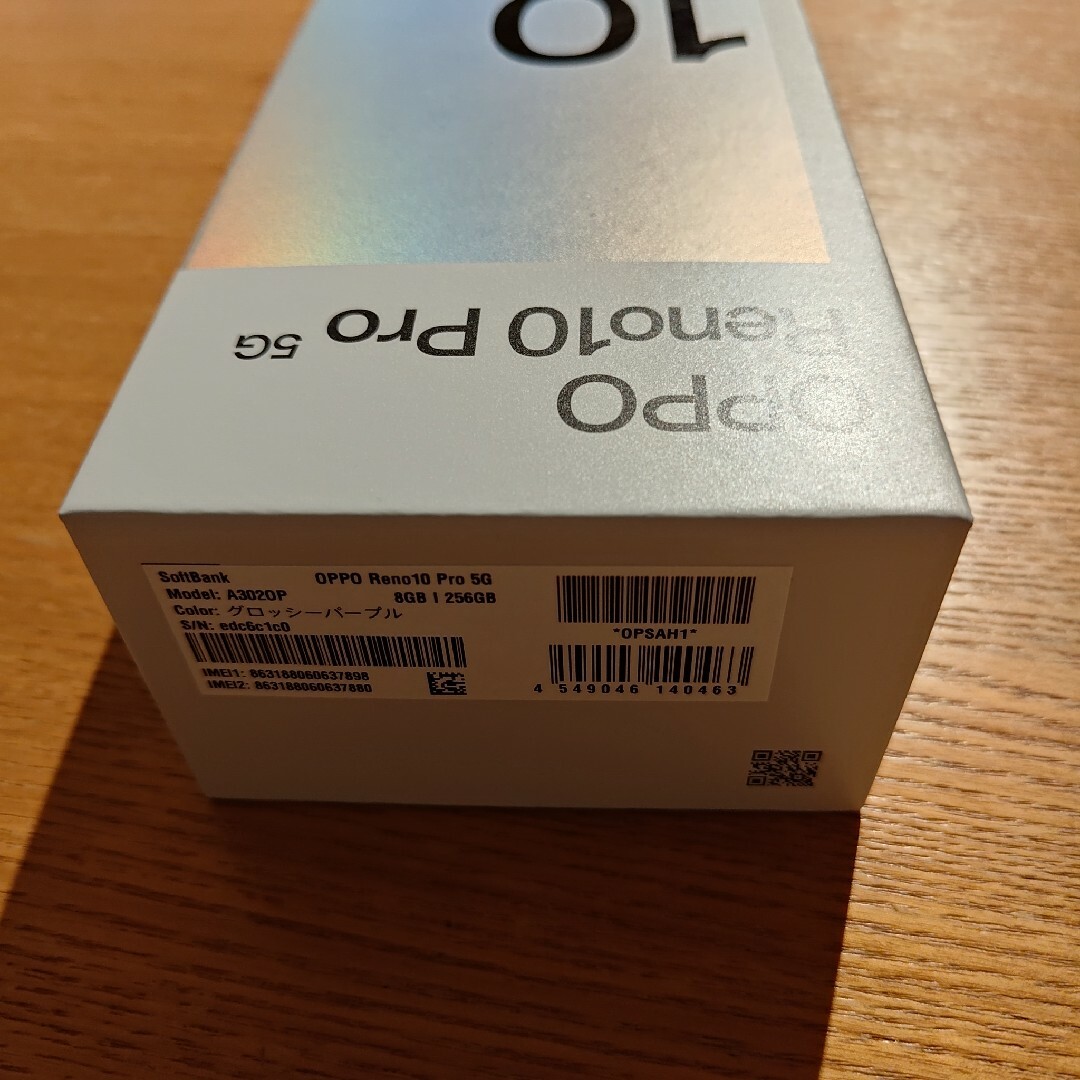 10
OPPO
Reno10 Pro 5G
SoftBank OPPO Reno10 Pro 5G
Model: A302OP 8GB | 256GB
Color: グロッシーパープル
S/N: edc6c1c0
IMEI1: 863188060637898
IMEI2: 863188060637880
*OPSAH1*
4 549046 140463